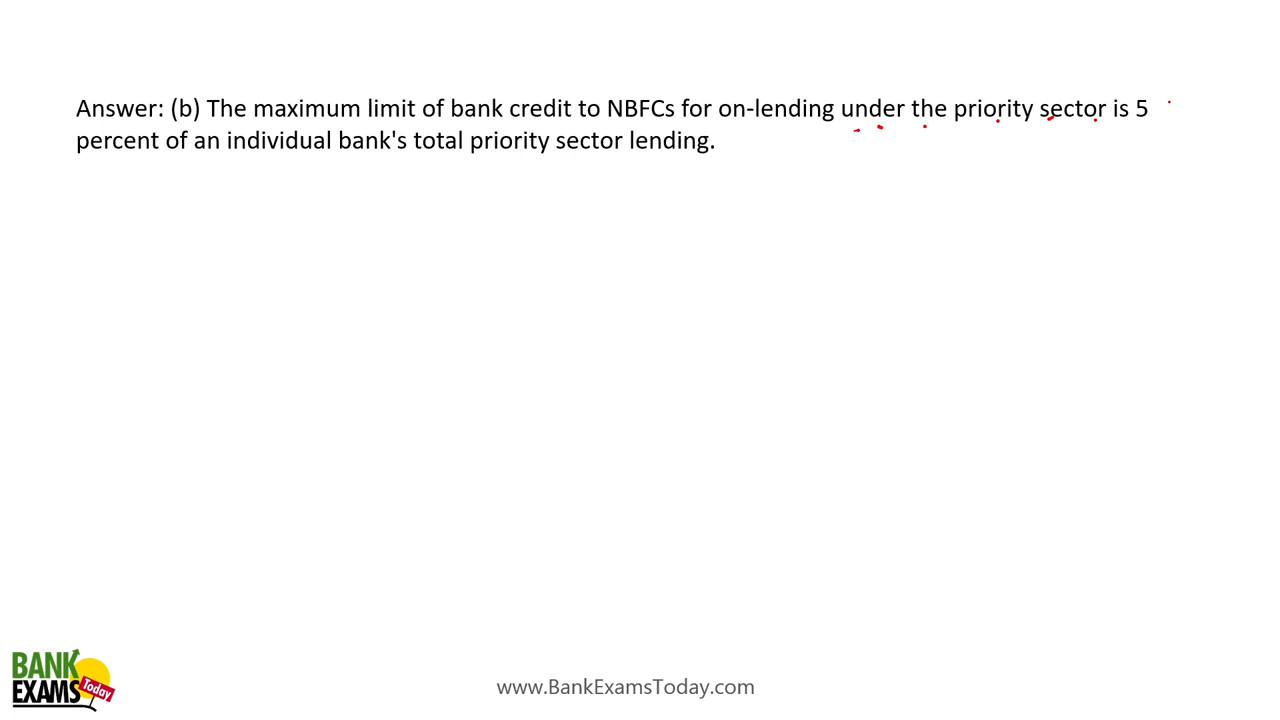 Answer: (b) The maximum limit of bank credit to NBFCs for on-lending under the priority sector is 5
percent of an individual bank's total priority sector lending.
BANK
EXAMS
Today
www.BankExamsToday.com